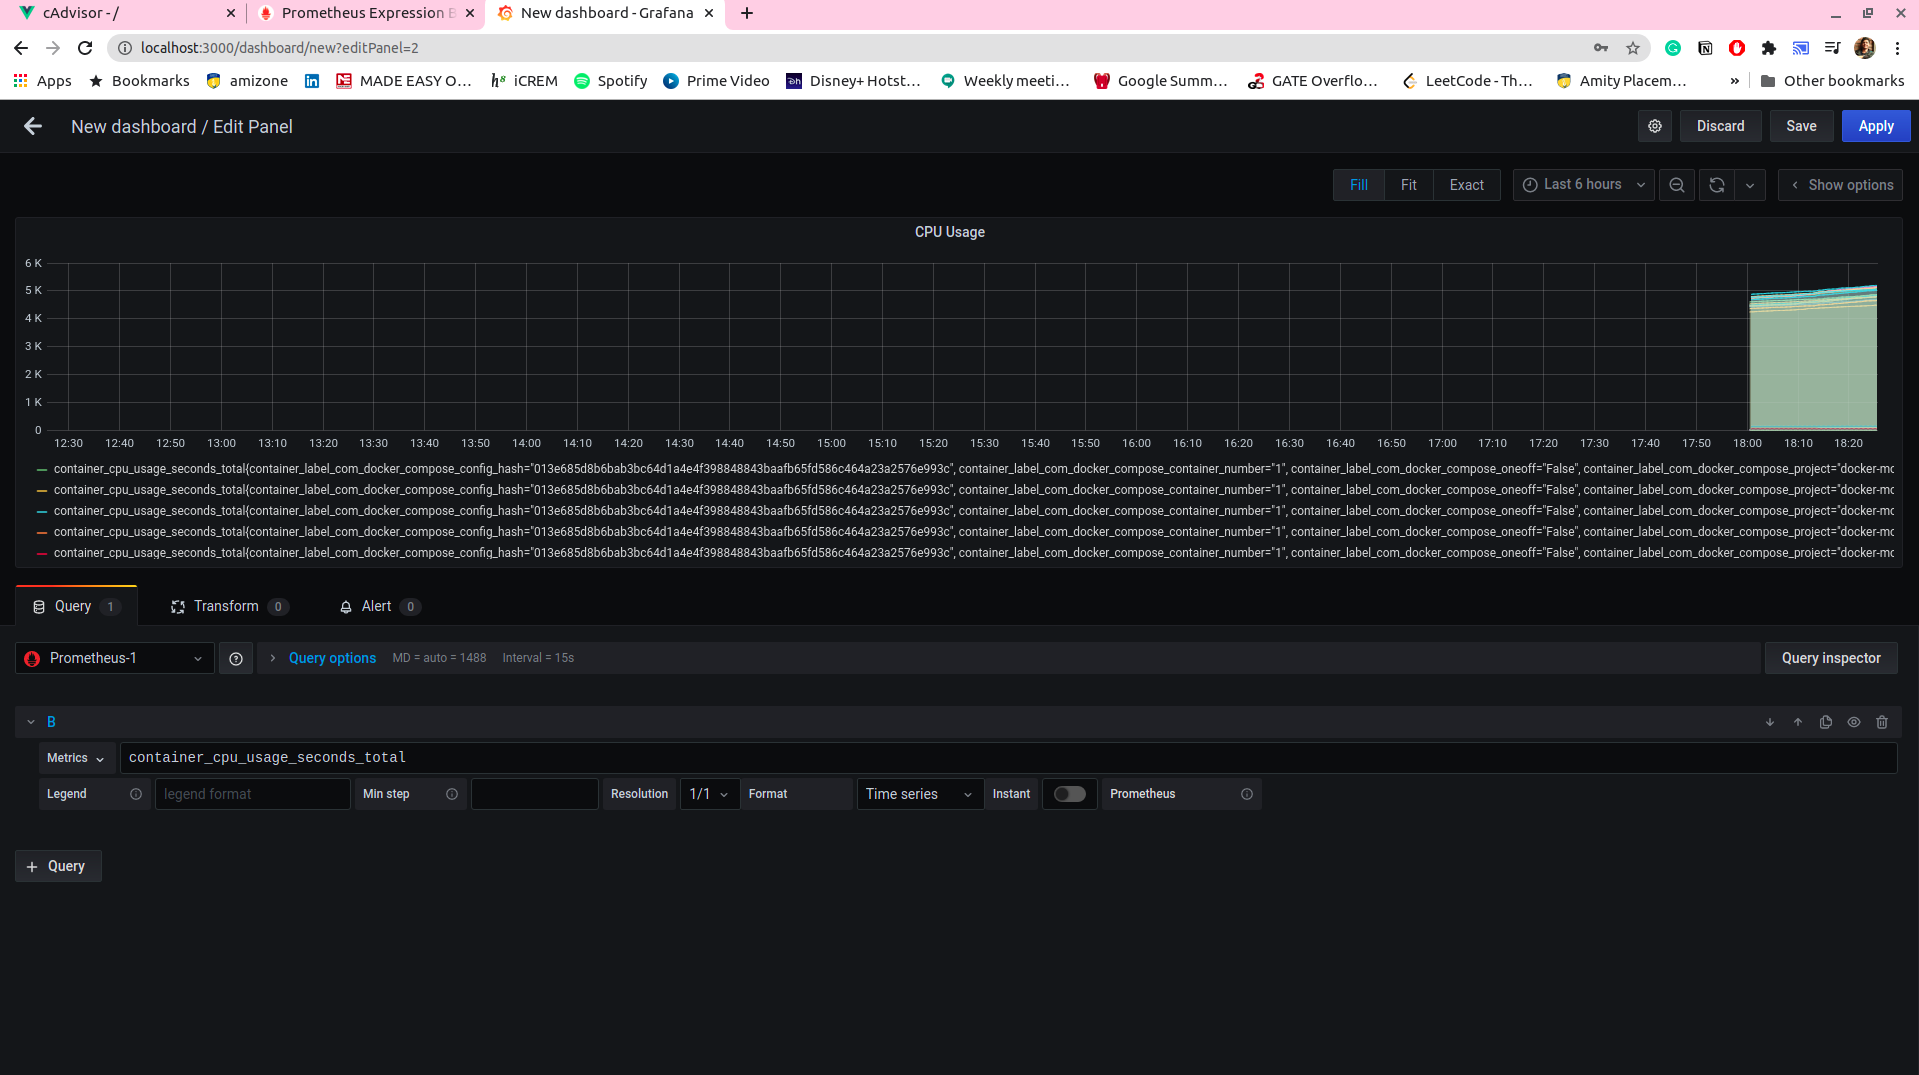 cAdvisor - /
Prometheus Expression B
New dashboard - Grafana
localhost:3000/dashboard/new?editPanel=2
Apps Bookmarks amizone MADE EASY O... iCREM Spotify Prime Video Disney+ Hotst... Weekly meeti... Google Summ... GATE Overflo... LeetCode - Th... Amity Placem... » Other bookmarks
New dashboard / Edit Panel
Discard Save Apply
Fill Fit Exact Last 6 hours Show options
CPU Usage
6 K
5 K
4 K
3 K
2 K
1 K
0
12:30 12:40 12:50 13:00 13:10 13:20 13:30 13:40 13:50 14:00 14:10 14:20 14:30 14:40 14:50 15:00 15:10 15:20 15:30 15:40 15:50 16:00 16:10 16:20 16:30 16:40 16:50 17:00 17:10 17:20 17:30 17:40 17:50 18:00 18:10 18:20
container_cpu_usage_seconds_total{container_label_com_docker_compose_config_hash="013e685d8b6bab3bc64d1a4e4f398848843baafb65fd586c464a23a2576e993c", container_label_com_docker_compose_container_number="1", container_label_com_docker_compose_oneoff="False", container_label_com_docker_compose_project="docker-mo
container_cpu_usage_seconds_total{container_label_com_docker_compose_config_hash="013e685d8b6bab3bc64d1a4e4f398848843baafb65fd586c464a23a2576e993c", container_label_com_docker_compose_container_number="1", container_label_com_docker_compose_oneoff="False", container_label_com_docker_compose_project="docker-mo
container_cpu_usage_seconds_total{container_label_com_docker_compose_config_hash="013e685d8b6bab3bc64d1a4e4f398848843baafb65fd586c464a23a2576e993c", container_label_com_docker_compose_container_number="1", container_label_com_docker_compose_oneoff="False", container_label_com_docker_compose_project="docker-mo
container_cpu_usage_seconds_total{container_label_com_docker_compose_config_hash="013e685d8b6bab3bc64d1a4e4f398848843baafb65fd586c464a23a2576e993c", container_label_com_docker_compose_container_number="1", container_label_com_docker_compose_oneoff="False", container_label_com_docker_compose_project="docker-mo
container_cpu_usage_seconds_total{container_label_com_docker_compose_config_hash="013e685d8b6bab3bc64d1a4e4f398848843baafb65fd586c464a23a2576e993c", container_label_com_docker_compose_container_number="1", container_label_com_docker_compose_oneoff="False", container_label_com_docker_compose_project="docker-mo
Query 1 Transform 0 Alert 0
Prometheus-1 Query options MD = auto = 1488 Interval = 15s Query inspector
B
Metrics container_cpu_usage_seconds_total
Legend legend format Min step Resolution 1/1 Format Time series Instant Prometheus
+ Query